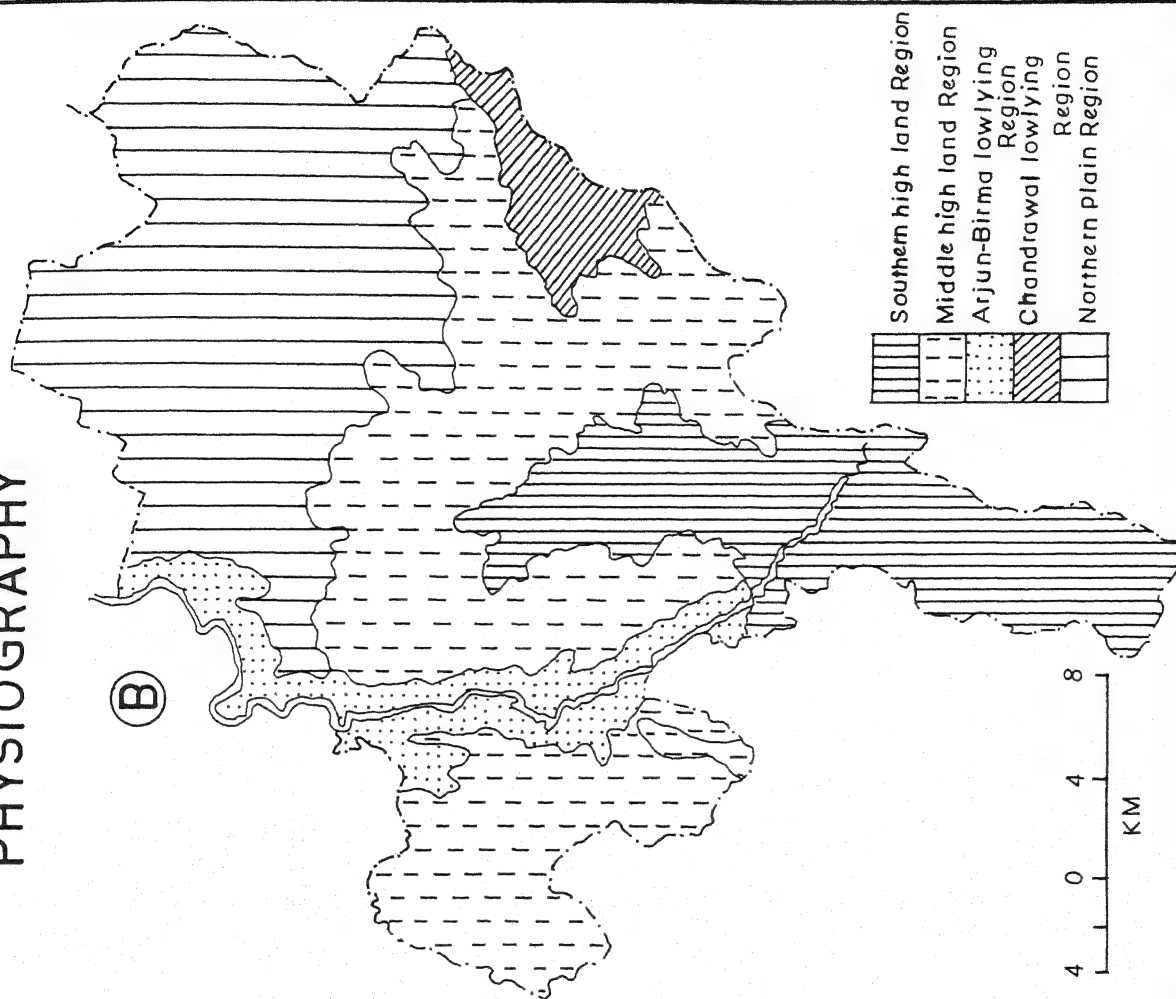 PHYSIOGRAPHY
B
Southern high land Region
Middle high land Region
Arjun-Birma lowlying
Region
Chandrawal lowlying
Region
Northern Plain Region
4 0 4 8
KM